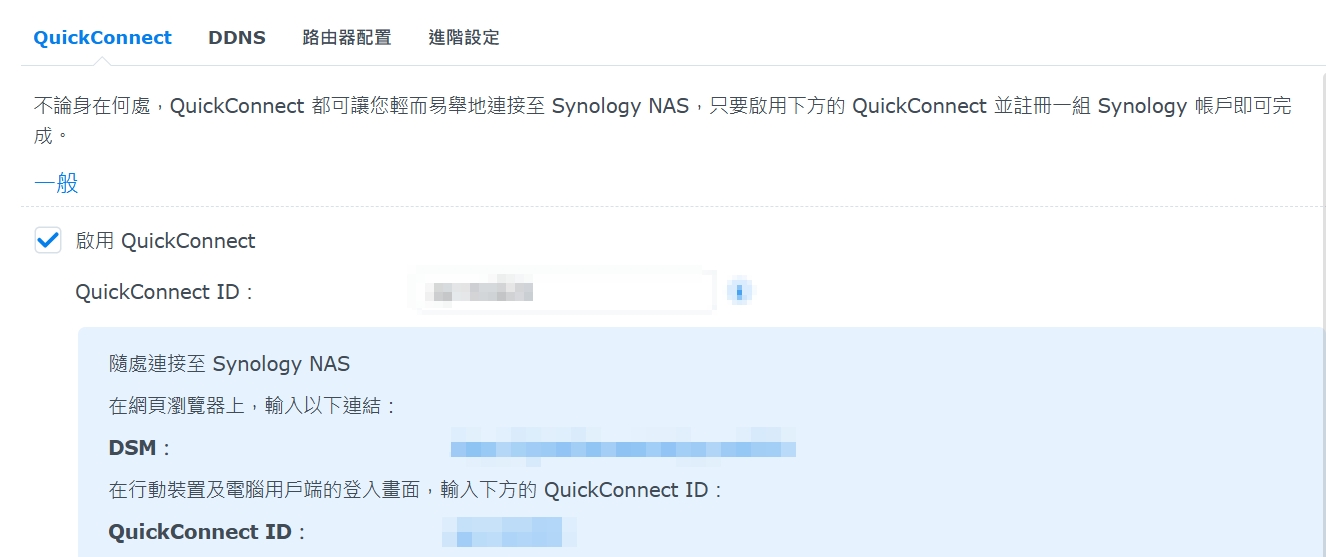 QuickConnect DDNS 路由器配置 進階設定
不論身在何處，QuickConnect 都可讓您輕而易舉地連接至 Synology NAS，只要啟用下方的 QuickConnect 並註冊一組 Synology 帳戶即可完
成。
一般
啟用 QuickConnect
QuickConnect ID：
隨處連接至 Synology NAS
在網頁瀏覽器上，輸入以下連結：
DSM：
在行動裝置及電腦用戶端的登入畫面，輸入下方的 QuickConnect ID：
QuickConnect ID：